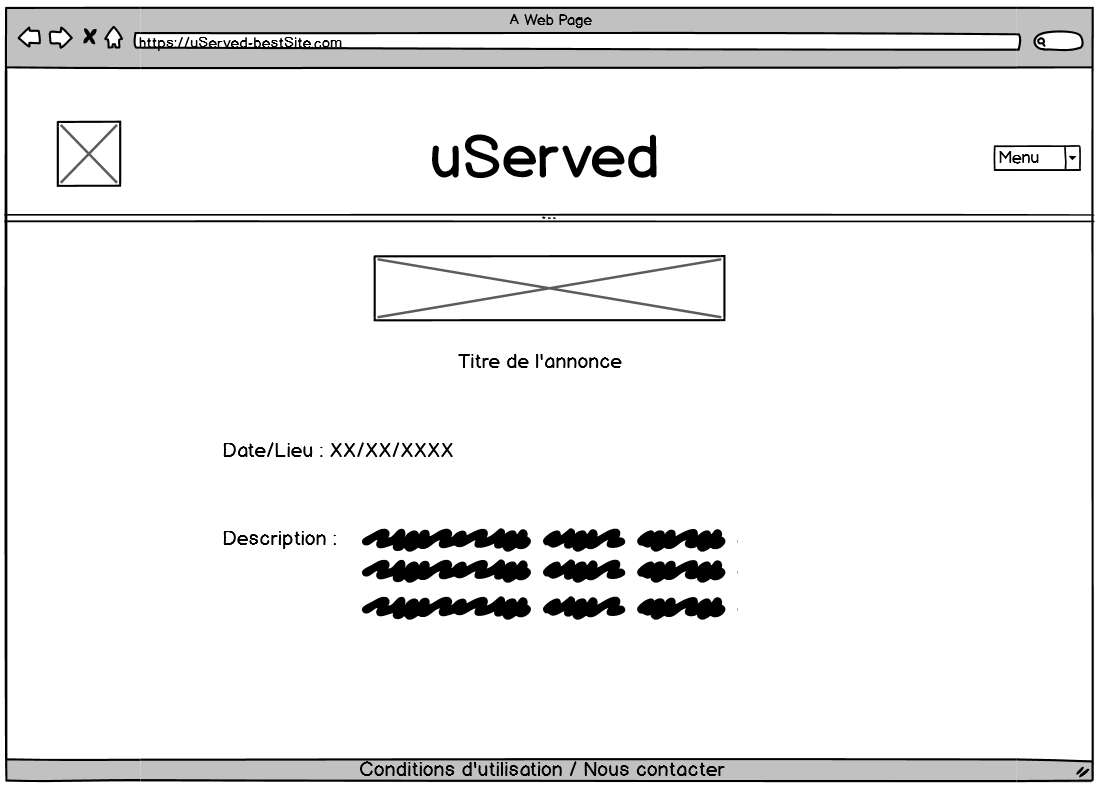 A Web Page
https://uServed-bestSite.com
uServed
Menu
Titre de l'annonce
Date/Lieu : XX/XX/XXXX
Description :
Conditions d'utilisation / Nous contacter